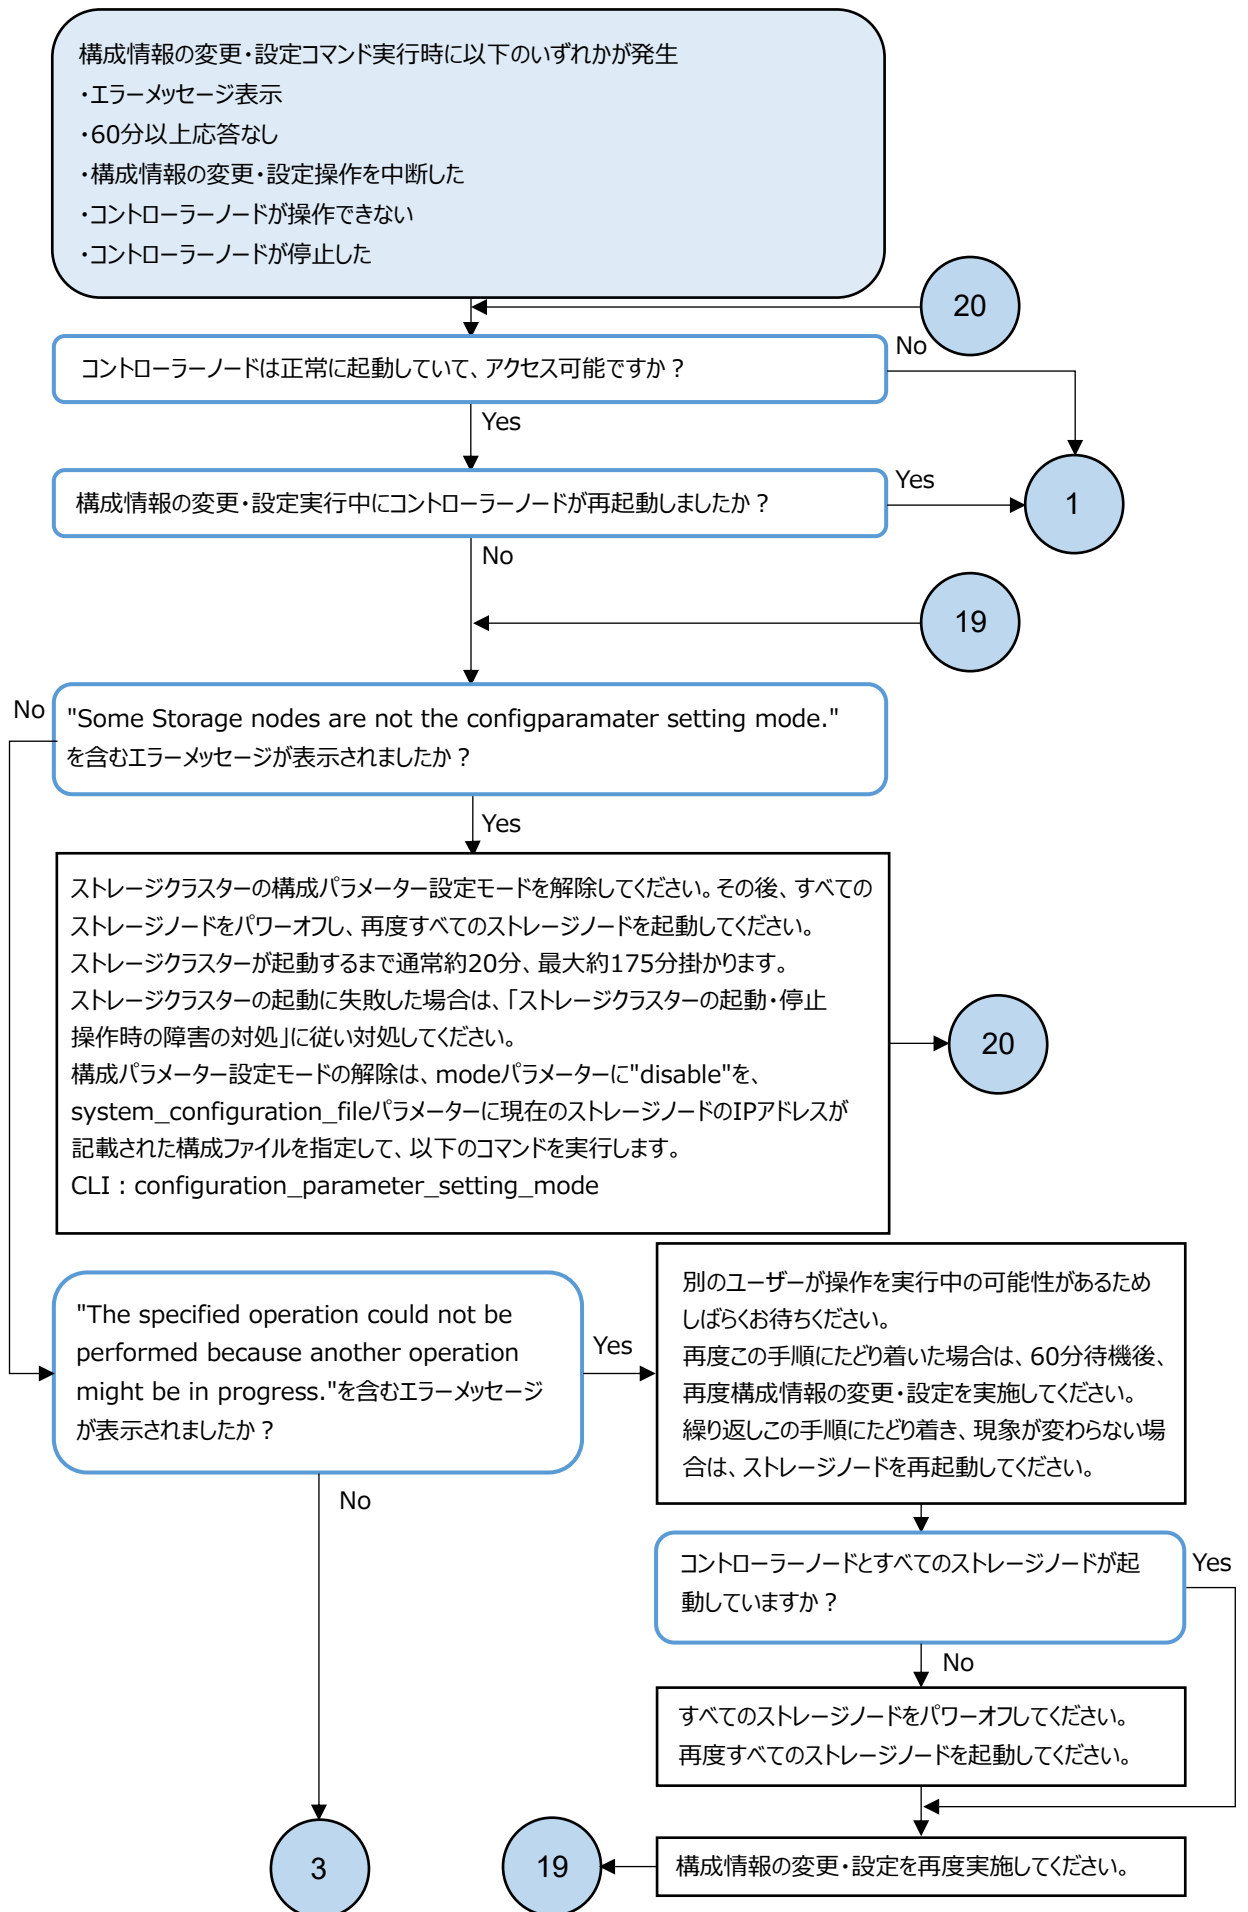 構成情報の変更・設定コマンド実行時に以下のいずれかが発生
・エラーメッセージ表示
・60分以上応答なし
・構成情報の変更・設定操作を中断した
・コントローラーノードが操作できない
・コントローラーノードが停止した
20
コントローラーノードは正常に起動していて、アクセス可能ですか？
No
Yes
構成情報の変更・設定実行中にコントローラーノードが再起動しましたか？
Yes
1
No
19
No
"Some Storage nodes are not the configparamater setting mode."
を含むエラーメッセージが表示されましたか？
Yes
ストレージクラスターの構成パラメーター設定モードを解除してください。その後、すべての
ストレージノードをパワーオフし、再度すべてのストレージノードを起動してください。
ストレージクラスターが起動するまで通常約20分、最大約175分掛かります。
ストレージクラスターの起動に失敗した場合は、「ストレージクラスターの起動・停止
操作時の障害の対処」に従い対処してください。
構成パラメーター設定モードの解除は、modeパラメーターに"disable"を、
system_configuration_fileパラメーターに現在のストレージノードのIPアドレスが
記載された構成ファイルを指定して、以下のコマンドを実行します。
CLI：configuration_parameter_setting_mode
20
"The specified operation could not be
performed because another operation
might be in progress."を含むエラーメッセージ
が表示されましたか？
Yes
別のユーザーが操作を実行中の可能性があるため
しばらくお待ちください。
再度この手順にたどり着いた場合は、60分待機後、
再度構成情報の変更・設定を実施してください。
繰り返しこの手順にたどり着き、現象が変わらない場
合は、ストレージノードを再起動してください。
No
コントローラーノードとすべてのストレージノードが起
動していますか？
Yes
No
すべてのストレージノードをパワーオフしてください。
再度すべてのストレージノードを起動してください。
構成情報の変更・設定を再度実施してください。
19
3